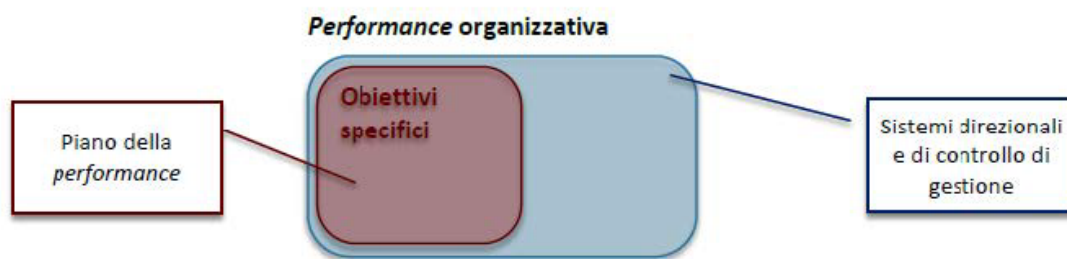 Performance organizzativa
Obiettivi
specifici
Piano della
performance
Sistemi direzionali
e di controllo di
gestione